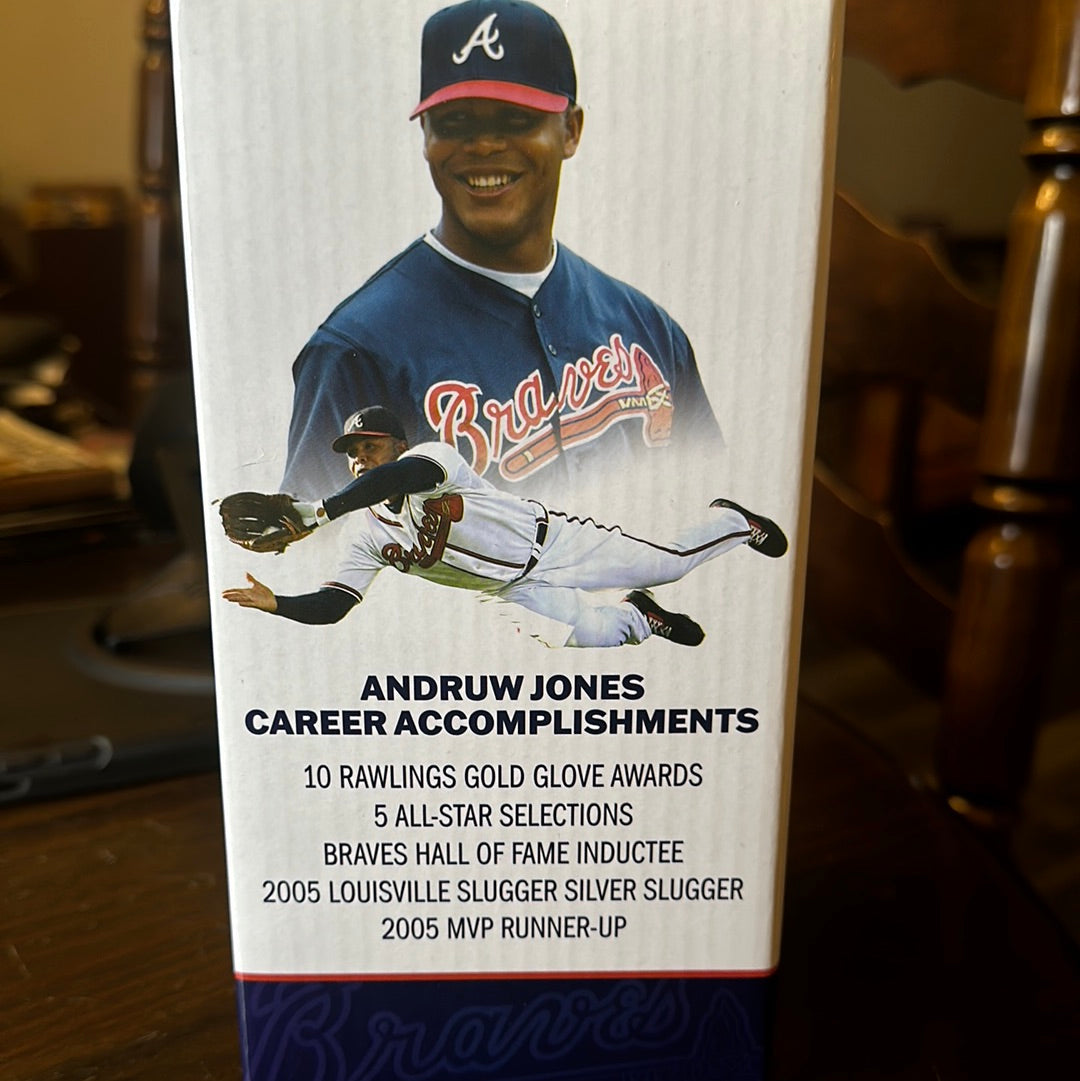 A
Braves
A
Braves
ANDRUW JONES
CAREER ACCOMPLISHMENTS
10 RAWLINGS GOLD GLOVE AWARDS
5 ALL-STAR SELECTIONS
BRAVES HALL OF FAME INDUCTEE
2005 LOUISVILLE SLUGGER SILVER SLUGGER
2005 MVP RUNNER-UP
Braves